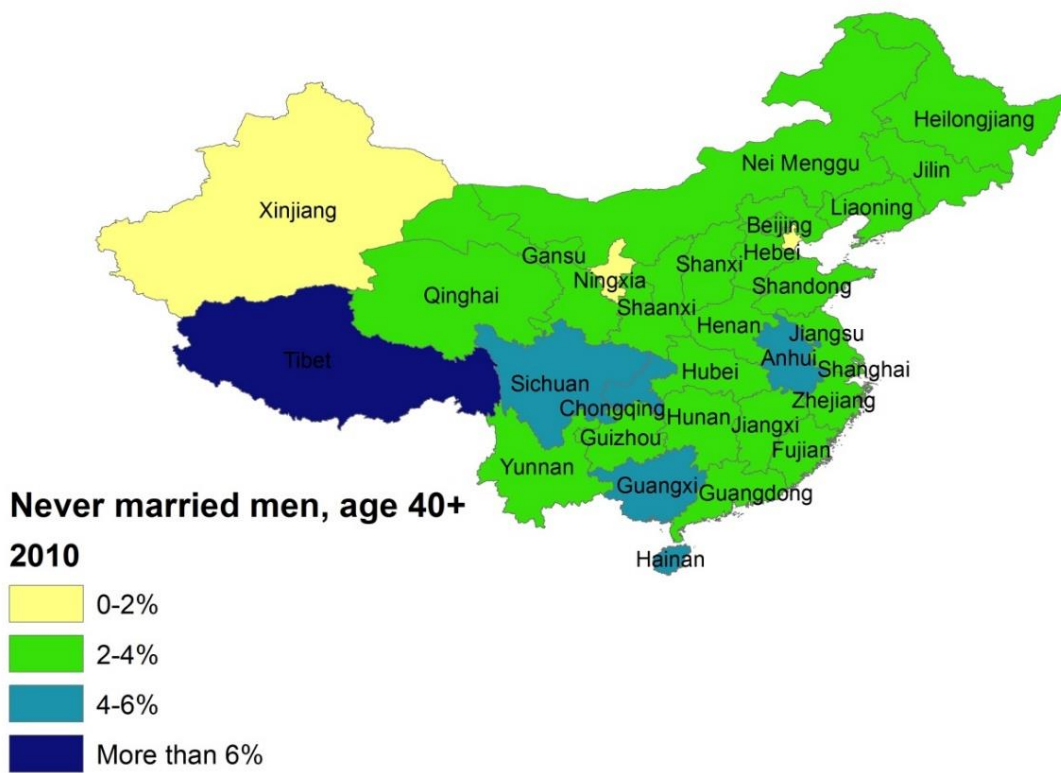 Heilongjiang
Nei Menggu
Jilin
Xinjiang
Liaoning
Beijing
Gansu
Hebei
Shanxi
Ningxia
Shandong
Qinghai
Shaanxi
Henan
Jiangsu
Tibet
Anhui
Sichuan
Hubei
Shanghai
Zhejiang
Chongqing
Hunan
Jiangxi
Guizhou
Fujian
Yunnan
Guangxi
Guangdong
Hainan
Never married men, age 40+
2010
0-2%
2-4%
4-6%
More than 6%